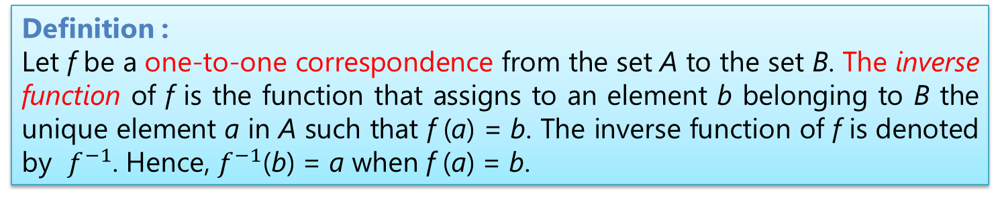 Definition :
Let f be a one-to-one correspondence from the set A to the set B. The inverse
function of f is the function that assigns to an element b belonging to B the
unique element a in A such that f (a) = b. The inverse function of f is denoted
by f⁻¹. Hence, f⁻¹(b) = a when f (a) = b.